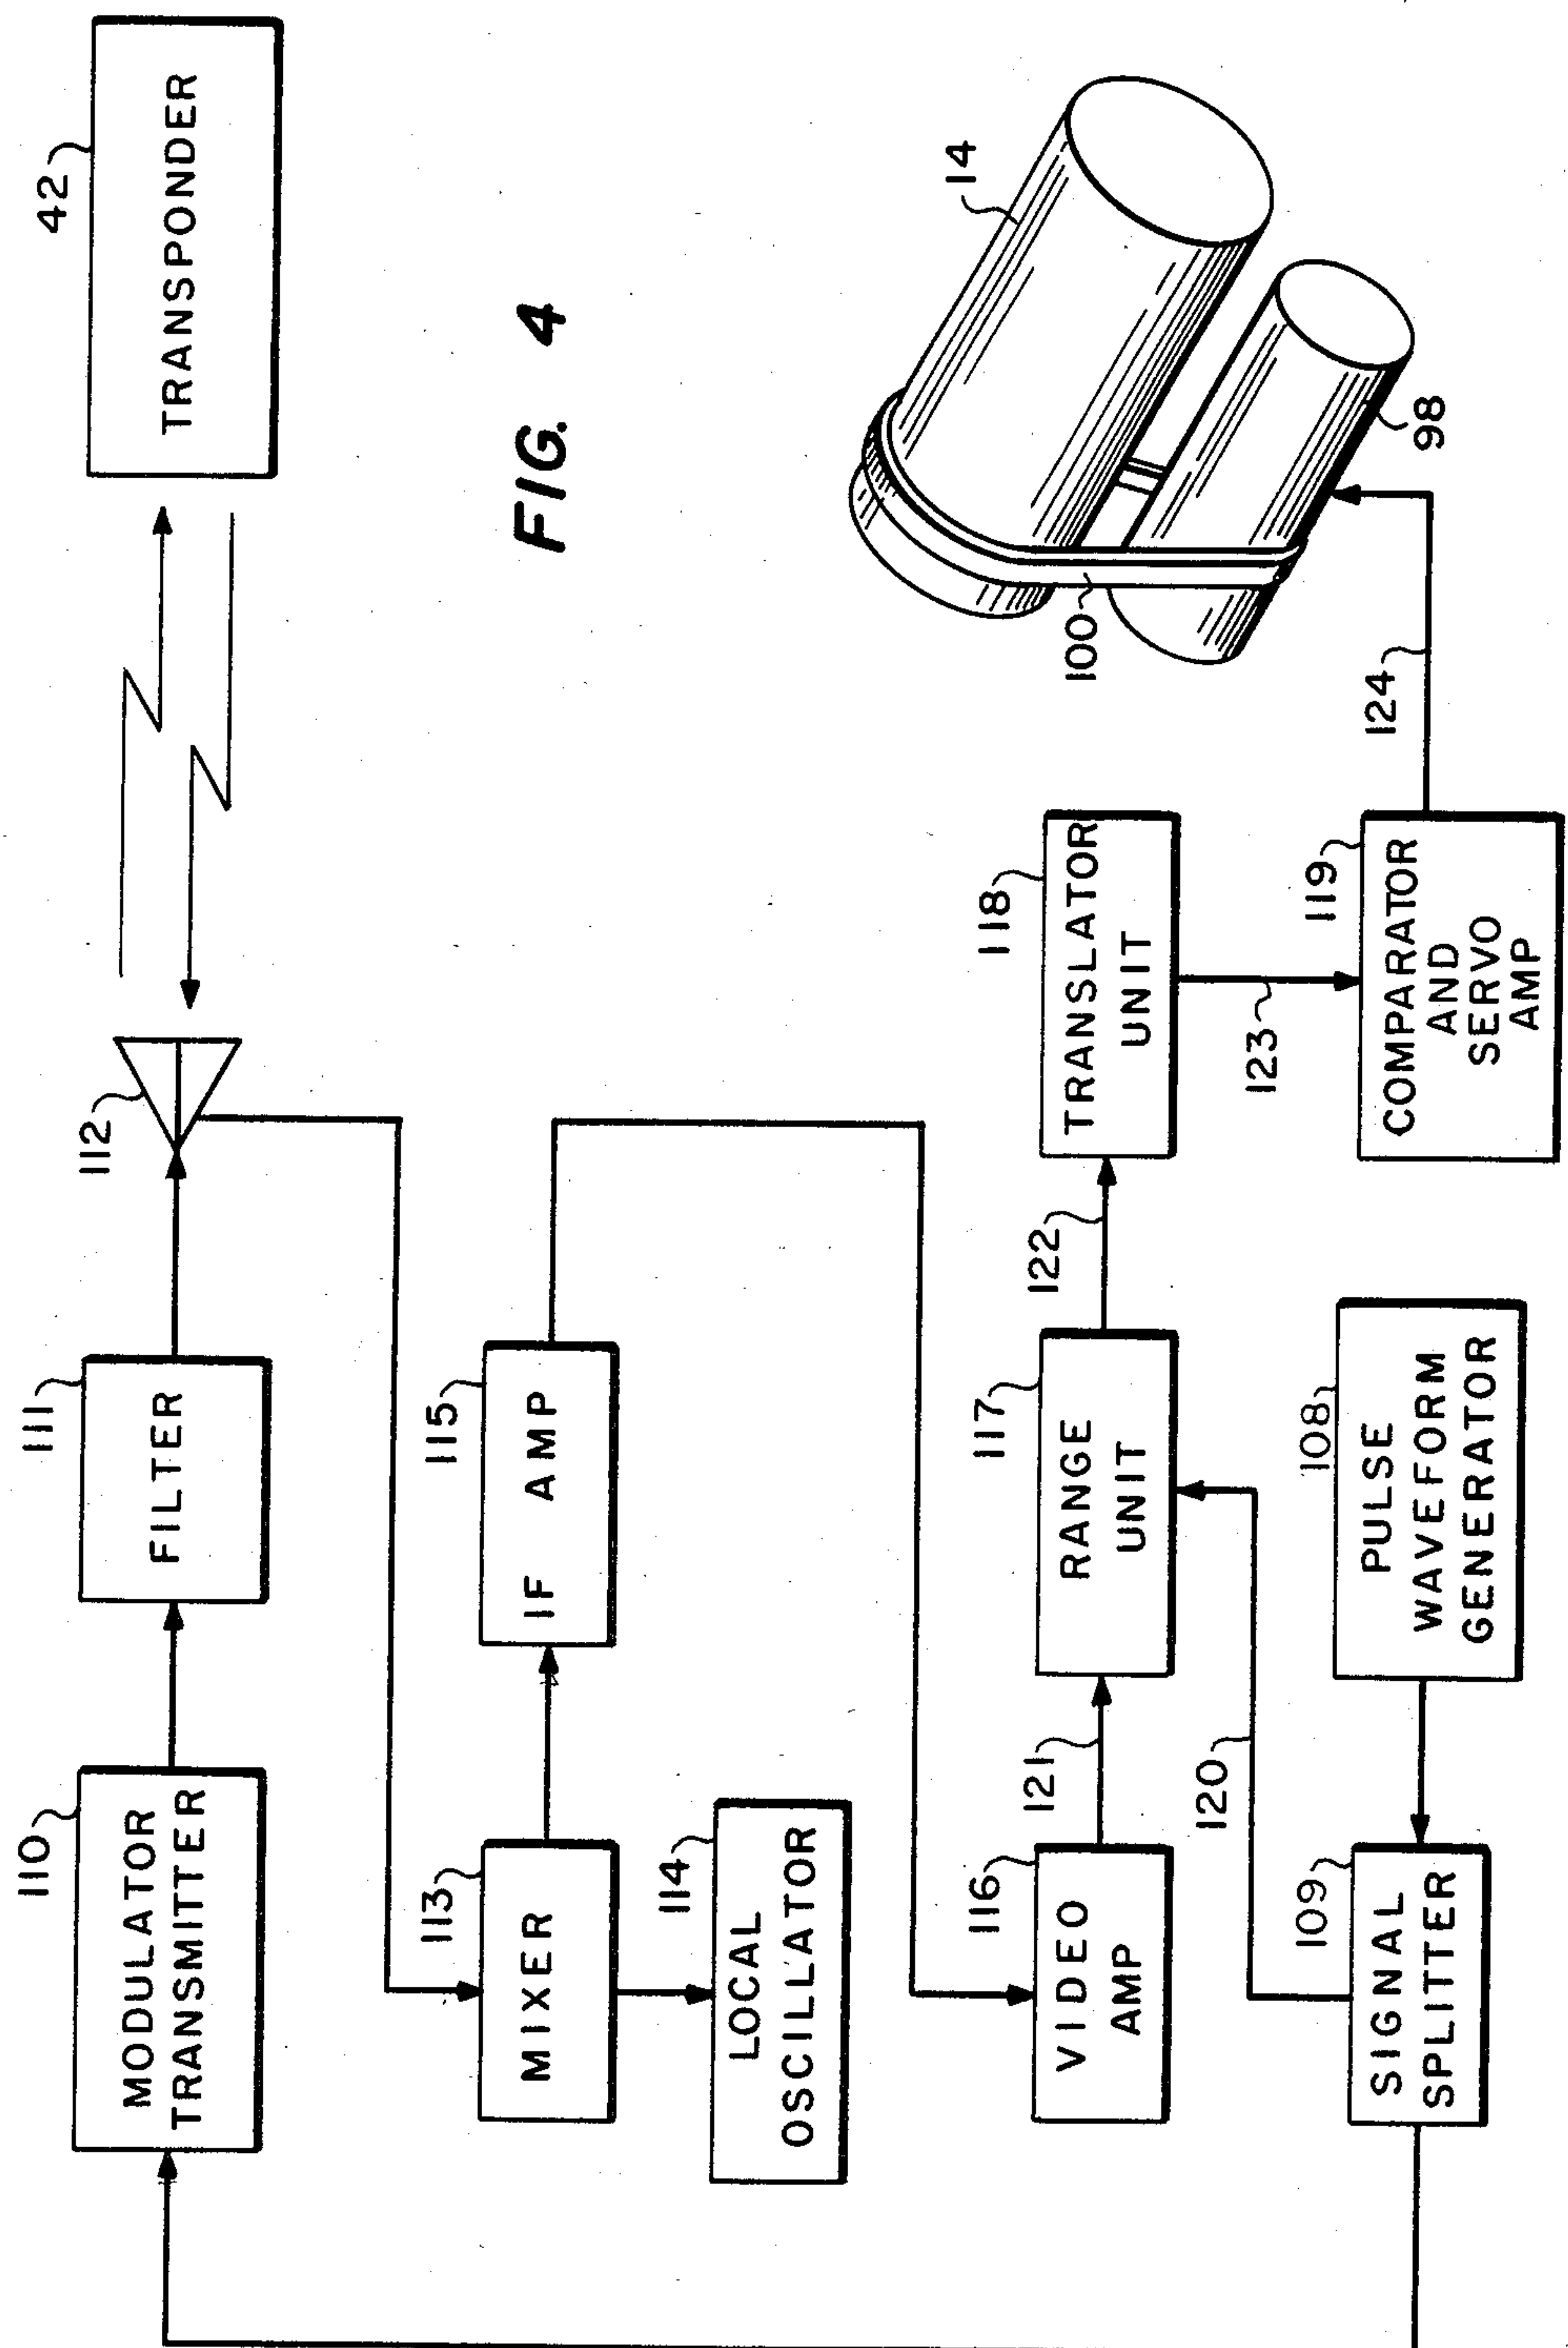 110
MODULATOR
TRANSMITTER
111
FILTER
112
42
TRANSPONDER
113
MIXER
115
IF AMP
FIG. 4
114
LOCAL
OSCILLATOR
116
VIDEO
AMP
121
117
RANGE
UNIT
122
118
TRANSLATOR
UNIT
100
14
120
123
109
SIGNAL
SPLITTER
108
PULSE
WAVEFORM
GENERATOR
119
COMPARATOR
AND
SERVO
AMP
124
98